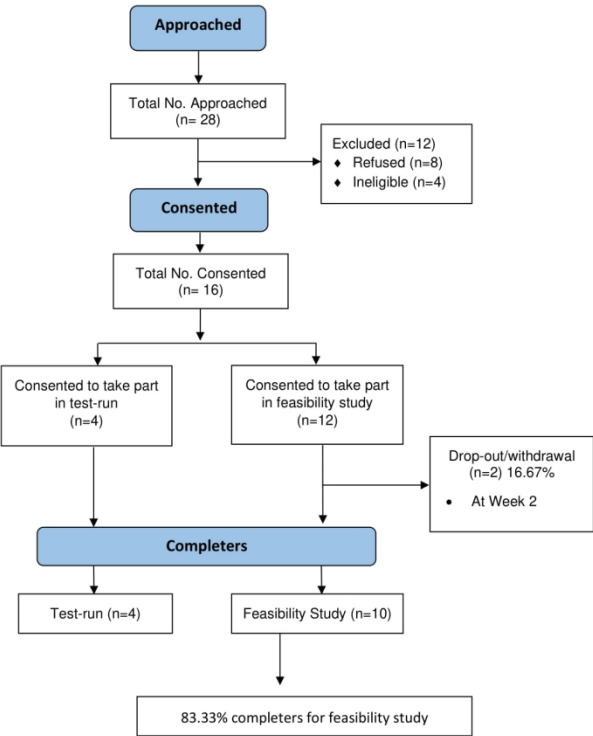 Approached
Total No. Approached
(n= 28)
Excluded (n=12)
♦ Refused (n=8)
♦ Ineligible (n=4)
Consented
Total No. Consented
(n= 16)
Consented to take part
in test-run
(n=4)
Consented to take part
in feasibility study
(n=12)
Drop-out/withdrawal
(n=2) 16.67%
• At Week 2
Completers
Test-run (n=4)
Feasibility Study (n=10)
83.33% completers for feasibility study